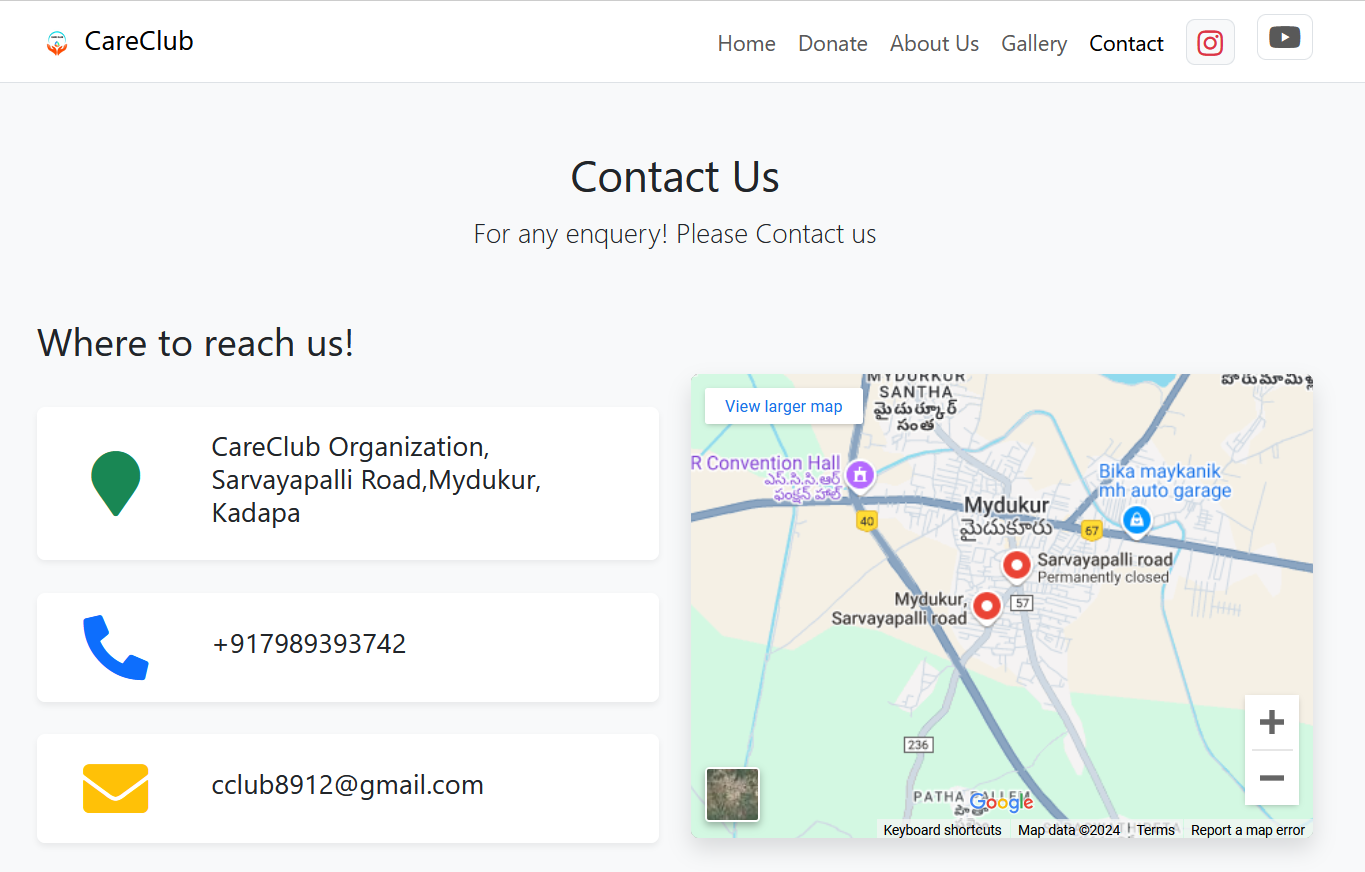 CareClub
Home Donate About Us Gallery Contact
Contact Us
For any enquery! Please Contact us
Where to reach us!
CareClub Organization,
Sarvayapalli Road,Mydukur,
Kadapa
+917989393742
cclub8912@gmail.com
View larger map
MYDURKUR
SANTHA
మైదుర్కూర్
సంత
R Convention Hall
ఎస్.సి.సి.ఆర్
ఫంక్షన్ హాల్
40
Mydukur
మైదుకూరు
67
Bika maykanik
mh auto garage
Sarvayapalli road
Permanently closed
Mydukur,
Sarvayapalli road
57
236
PATHA
Google
Keyboard shortcuts Map data ©2024 Terms Report a map error